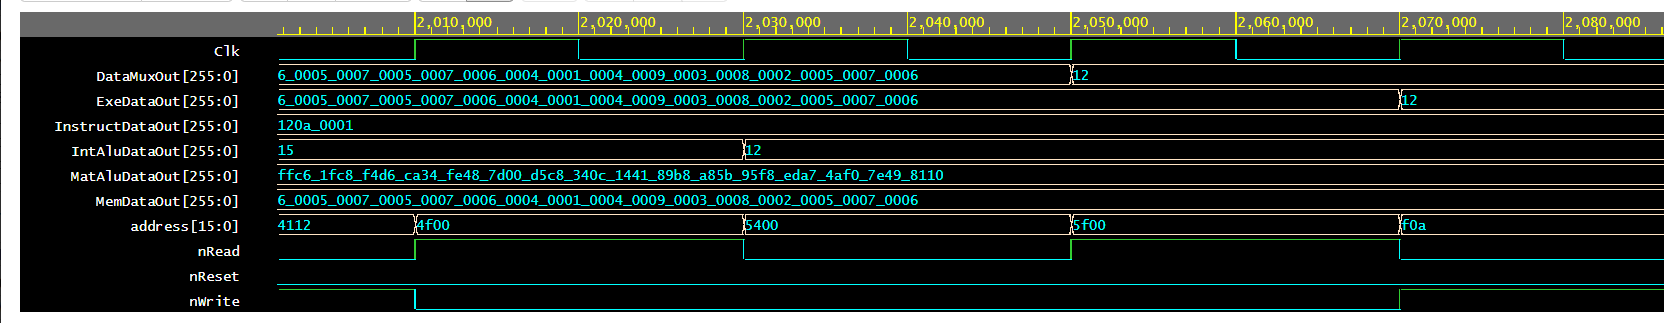 2,010,000 2,020,000 2,030,000 2,040,000 2,050,000 2,060,000 2,070,000 2,080,000
Clk
DataMuxOut[255:0] 6_0005_0007_0005_0007_0006_0004_0001_0004_0009_0003_0008_0002_0005_0007_0006 12
ExeDataOut[255:0] 6_0005_0007_0005_0007_0006_0004_0001_0004_0009_0003_0008_0002_0005_0007_0006 12
InstructDataOut[255:0] 120a_0001
IntAluDataOut[255:0] 15 12
MatAluDataOut[255:0] ffc6_1fc8_f4d6_ca34_fe48_7d00_d5c8_340c_1441_89b8_a85b_95f8_eda7_4af0_7e49_8110
MemDataOut[255:0] 6_0005_0007_0005_0007_0006_0004_0001_0004_0009_0003_0008_0002_0005_0007_0006
address[15:0] 4112 4f00 5400 5f00 f0a
nRead
nReset
nWrite